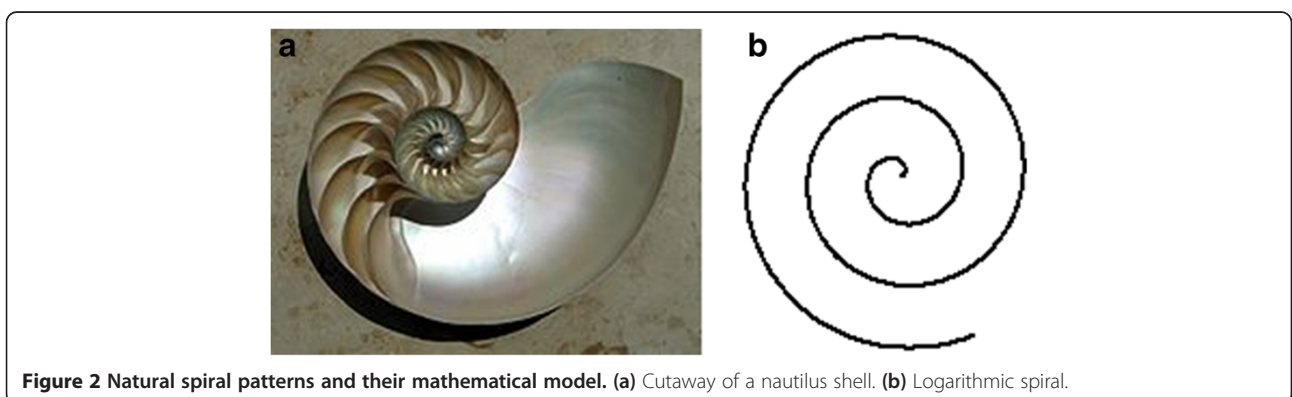 a
b
Figure 2 Natural spiral patterns and their mathematical model. (a) Cutaway of a nautilus shell. (b) Logarithmic spiral.